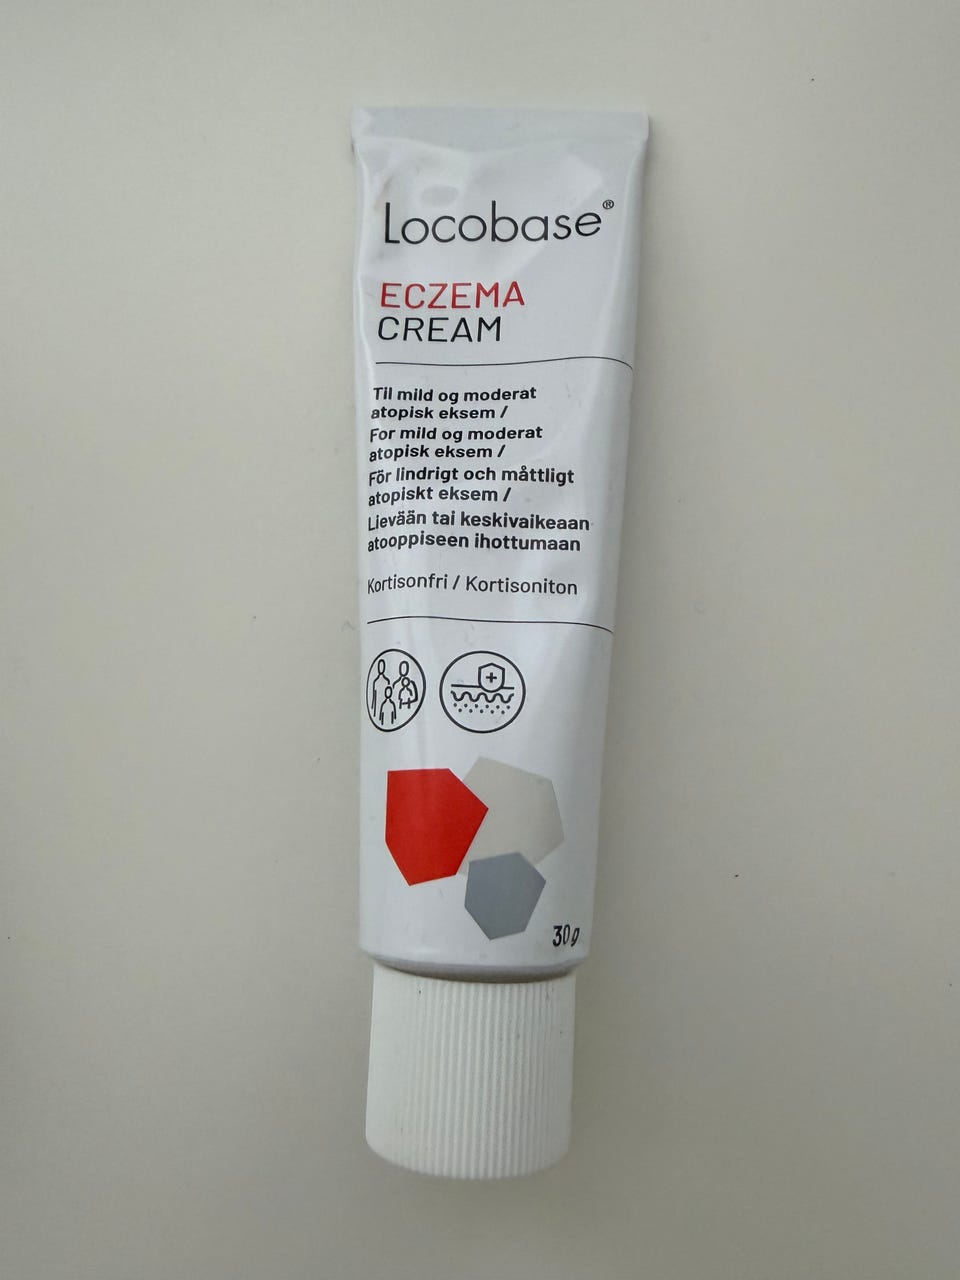 Locobase®
ECZEMA
CREAM
Til mild og moderat
atopisk eksem /
For mild og moderat
atopisk eksem /
För lindrigt och måttligt
atopiskt eksem /
Lievään tai keskivaikeaan
atooppiseen ihottumaan
Kortisonfri / Kortisoniton
30 g